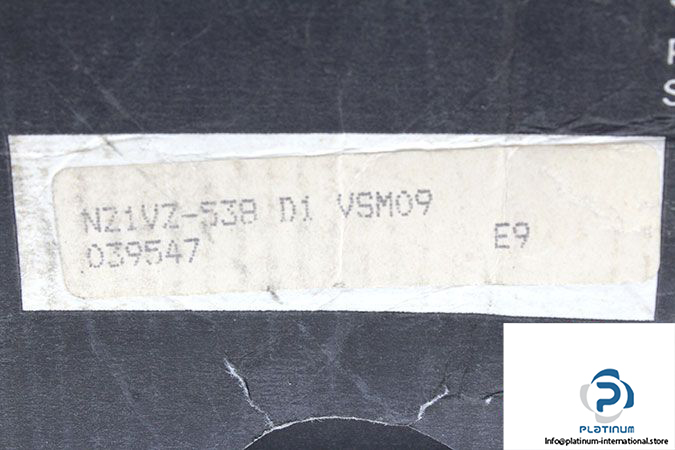 NZ1VZ-538 D1 VSM09
039547 E9
PLATINUM
Info@platinum-international.store